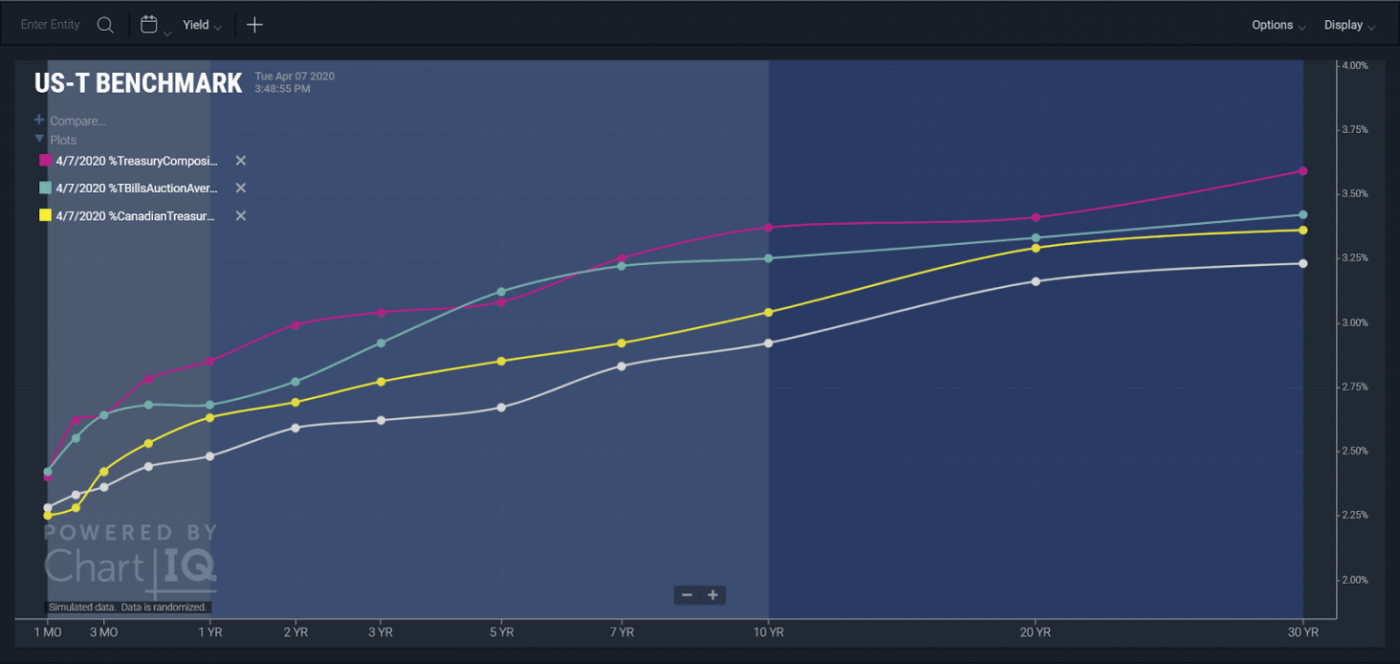 Enter Entity
Yield
Options
Display
US-T BENCHMARK
Tue Apr 07 2020
3:48:55 PM
Compare...
Plots
4/7/2020 %TreasuryComposi...
4/7/2020 %TBillsAuctionAver...
4/7/2020 %CanadianTreasur...
4.00%
3.75%
3.50%
3.25%
3.00%
2.75%
2.50%
2.25%
2.00%
POWERED BY
Chart IQ
Simulated data. Data is randomized.
1 MO 3 MO 1 YR 2 YR 3 YR 5 YR 7 YR 10 YR 20 YR 30 YR